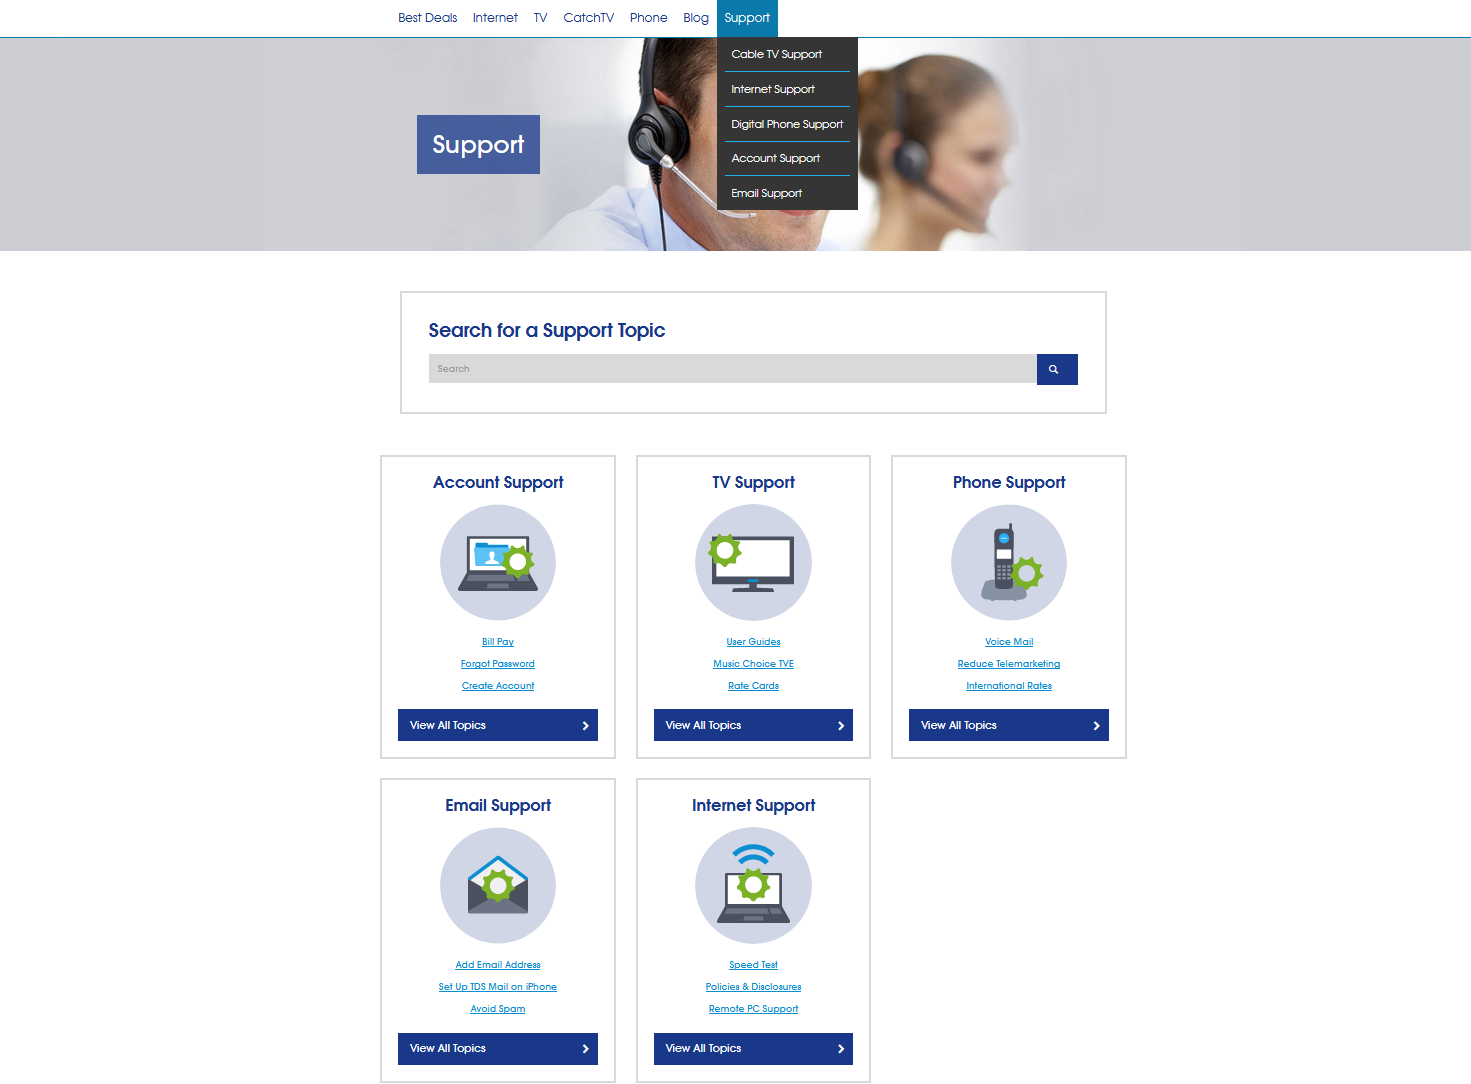 Best Deals Internet TV CatchTV Phone Blog Support
Cable TV Support
Internet Support
Digital Phone Support
Account Support
Email Support
Support
Search for a Support Topic
Search
Account Support
Bill Pay
Forgot Password
Create Account
View All Topics
TV Support
User Guides
Music Choice TVE
Rate Cards
View All Topics
Phone Support
Voice Mail
Reduce Telemarketing
International Rates
View All Topics
Email Support
Add Email Address
Set Up TDS Mail on iPhone
Avoid Spam
View All Topics
Internet Support
Speed Test
Policies & Disclosures
Remote PC Support
View All Topics